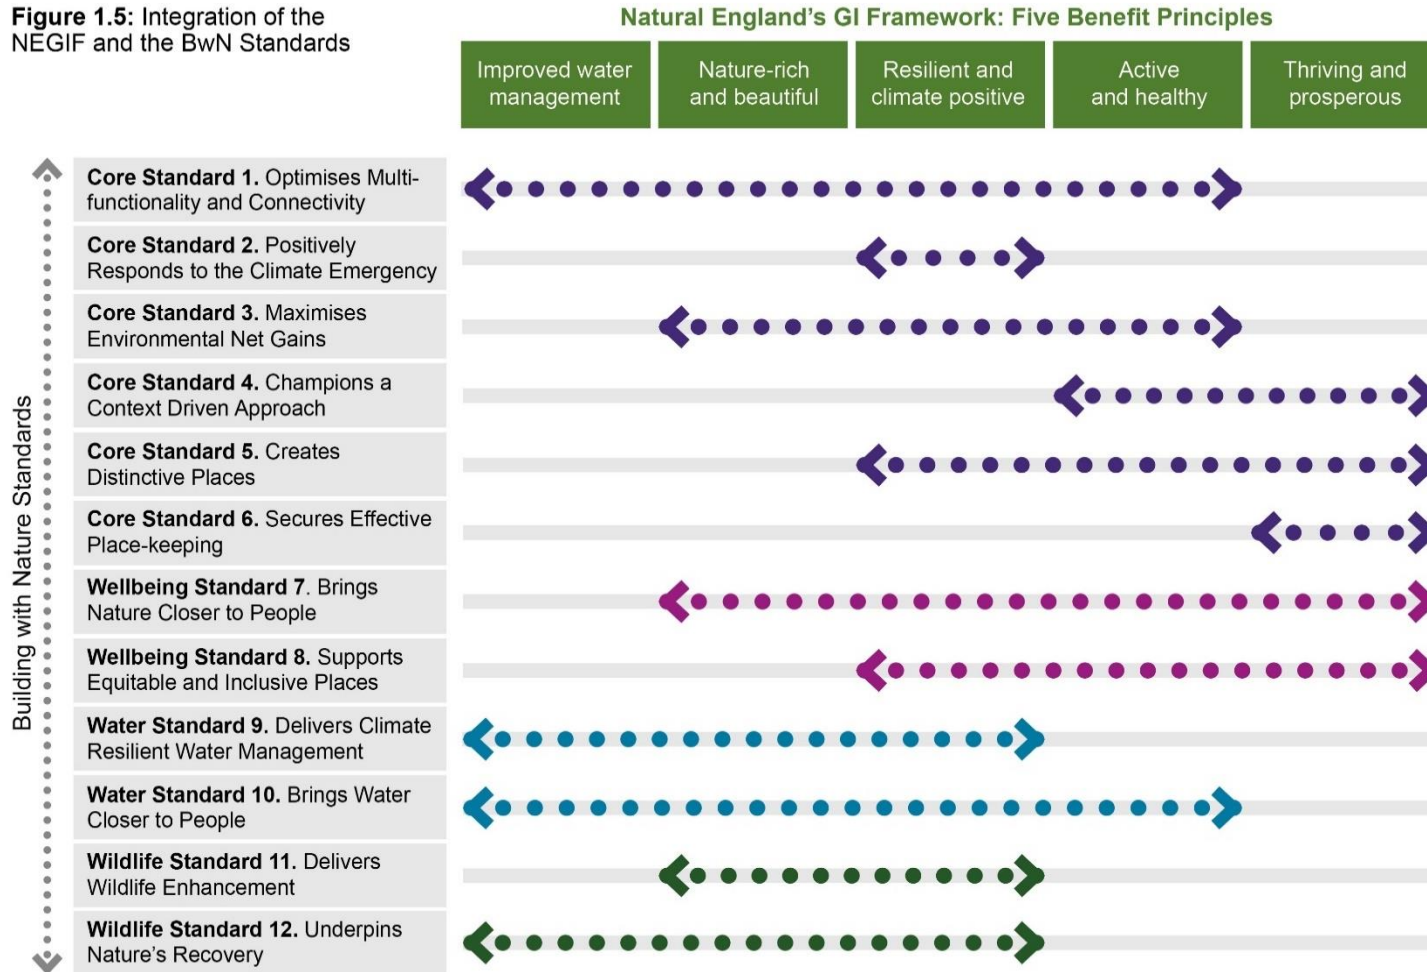 Figure 1.5: Integration of the
NEGIF and the BwN Standards
Natural England’s GI Framework: Five Benefit Principles
Improved water
management
Nature-rich
and beautiful
Resilient and
climate positive
Active
and healthy
Thriving and
prosperous
Building with Nature Standards
Core Standard 1. Optimises Multi-
functionality and Connectivity
Core Standard 2. Positively
Responds to the Climate Emergency
Core Standard 3. Maximises
Environmental Net Gains
Core Standard 4. Champions a
Context Driven Approach
Core Standard 5. Creates
Distinctive Places
Core Standard 6. Secures Effective
Place-keeping
Wellbeing Standard 7. Brings
Nature Closer to People
Wellbeing Standard 8. Supports
Equitable and Inclusive Places
Water Standard 9. Delivers Climate
Resilient Water Management
Water Standard 10. Brings Water
Closer to People
Wildlife Standard 11. Delivers
Wildlife Enhancement
Wildlife Standard 12. Underpins
Nature’s Recovery